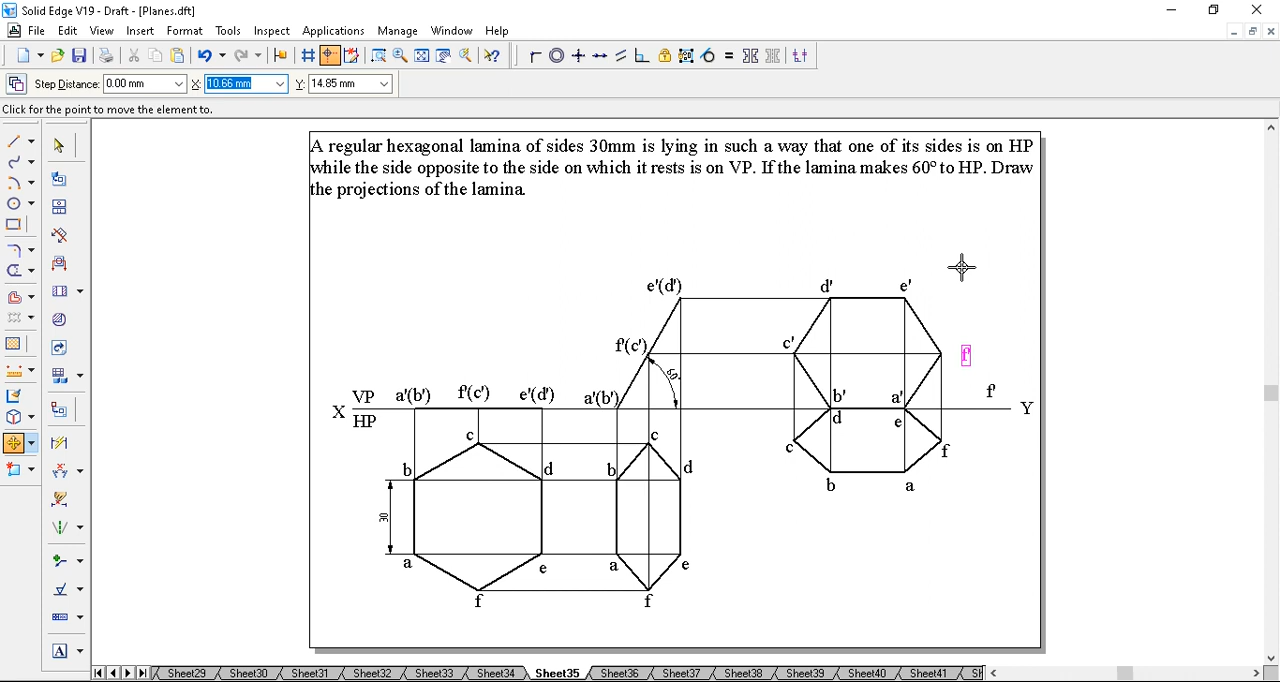 Solid Edge V19 - Draft - [Planes.dft]
File Edit View Insert Format Tools Inspect Applications Manage Window Help
Step Distance: 0.00 mm X: 10.66 mm Y: 14.85 mm
Click for the point to move the element to.
A regular hexagonal lamina of sides 30mm is lying in such a way that one of its sides is on HP
while the side opposite to the side on which it rests is on VP. If the lamina makes 60° to HP. Draw
the projections of the lamina.
e'(d') d' e'
f'(c') c' f'
60°
X VP a'(b') f'(c') e'(d') a'(b') b' a' f' Y
HP d e
c c c f
b d b d b a
30
a e a e
f f
Sheet29 Sheet30 Sheet31 Sheet32 Sheet33 Sheet34 Sheet35 Sheet36 Sheet37 Sheet38 Sheet39 Sheet40 Sheet41